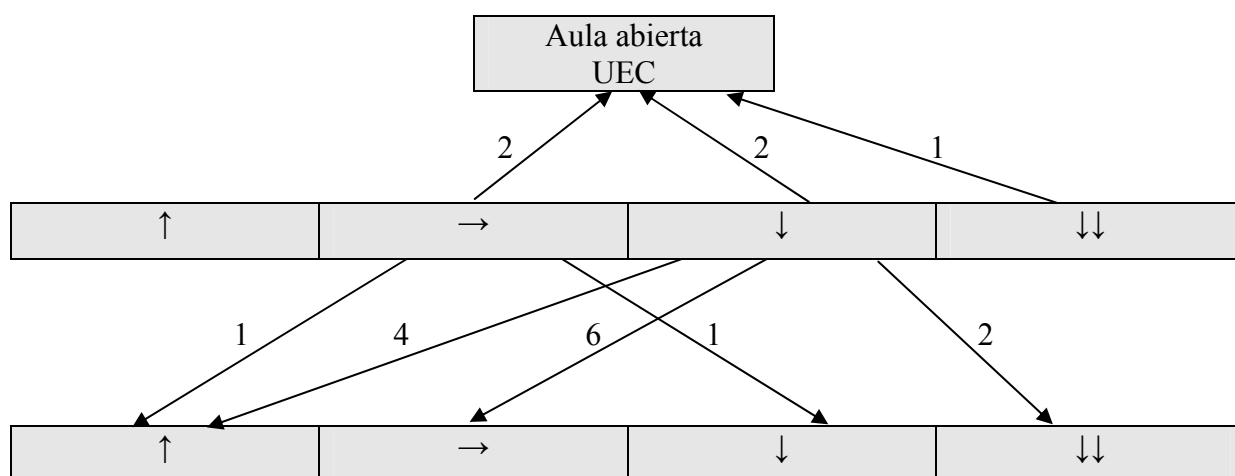 Aula abierta
UEC
2 2 1
↑ → ↓ ↓↓
1 4 6 1 2
↑ → ↓ ↓↓